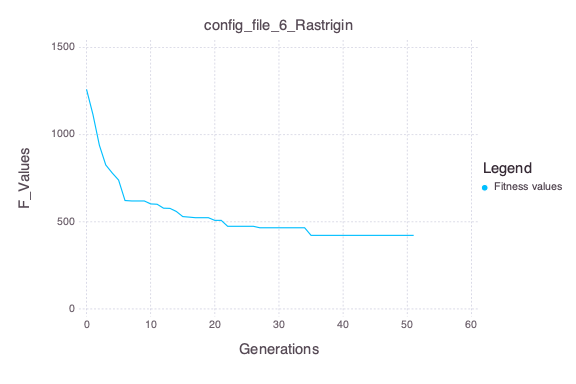 config_file_6_Rastrigin
1500
1000
500
0
F_Values
0 10 20 30 40 50 60
Generations
Legend
Fitness values